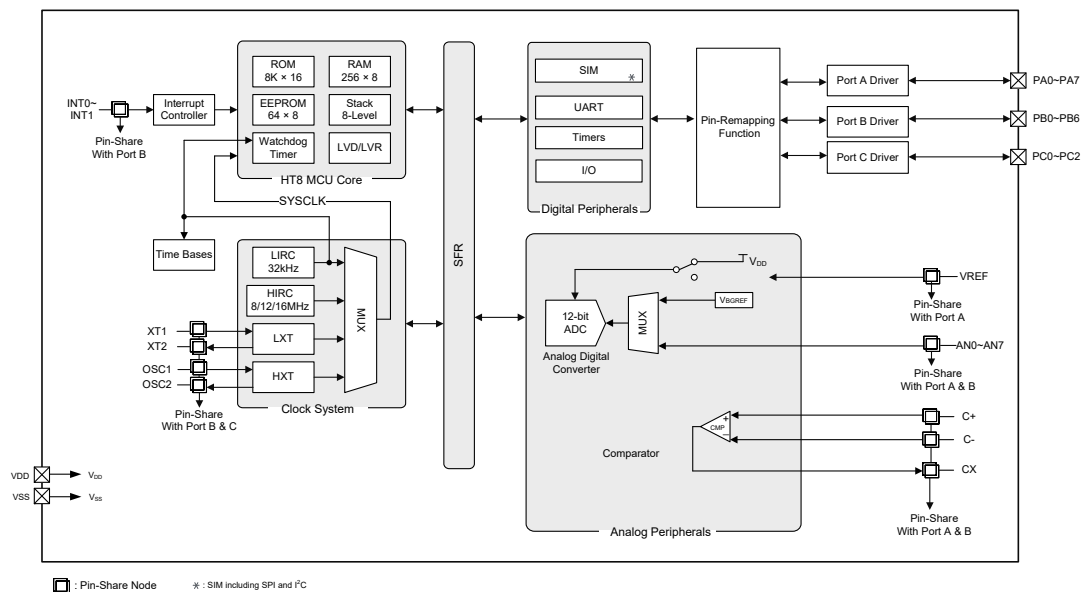 ROM
8K × 16
RAM
256 × 8
EEPROM
64 × 8
Stack
8-Level
Watchdog
Timer
LVD/LVR
HT8 MCU Core
INT0~
INT1
Interrupt
Controller
Pin-Share
With Port B
SYSCLK
Time Bases
LIRC
32kHz
HIRC
8/12/16MHz
LXT
HXT
MUX
Clock System
XT1
XT2
OSC1
OSC2
Pin-Share
With Port B & C
VDD
VDD
VSS
VSS
SFR
SIM
*
UART
Timers
I/O
Digital Peripherals
Pin-Remapping
Function
Port A Driver
Port B Driver
Port C Driver
PA0~PA7
PB0~PB6
PC0~PC2
VDD
12-bit
ADC
MUX
VBGREF
Analog Digital
Converter
VREF
Pin-Share
With Port A
AN0~AN7
Pin-Share
With Port A & B
+
CMP
−
Comparator
C+
C-
CX
Pin-Share
With Port A & B
Analog Peripherals
: Pin-Share Node
* : SIM including SPI and I²C